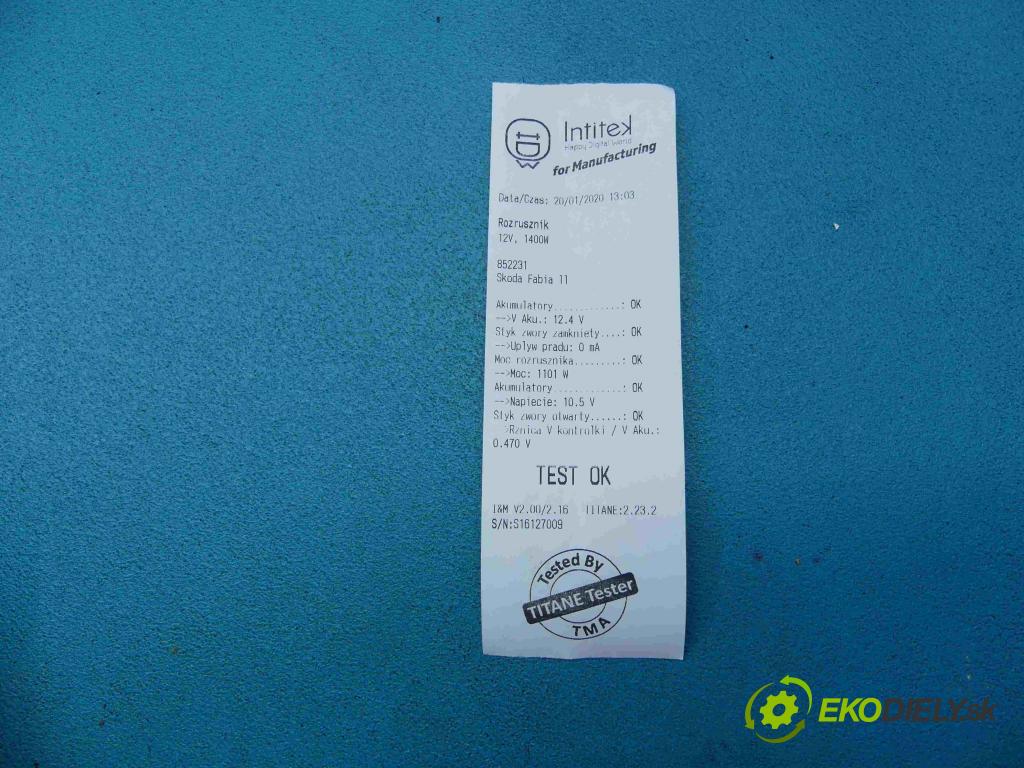 Intitek
Happy Digital World
for Manufacturing
Data/Czas: 20/01/2020 13:03
Rozrusznik
12V, 1400W
852231
Skoda Fabia II
Akumulatory............: OK
-->V Aku.: 12.4 V
Styk zwory zamkniety....: OK
-->Uplyw pradu: 0 mA
Moc rozrusznika.........: OK
-->Moc: 1101 W
Akumulatory............: OK
-->Napiecie: 10.5 V
Styk zwory otwarty......: OK
>Rznica V kontrolki / V Aku.:
0.470 V
TEST OK
I&M V2.00/2.16 TITANE:2.23.2
S/N:S16127009
Tested By
TITANE Tester
TMA
EKODIELY.sk